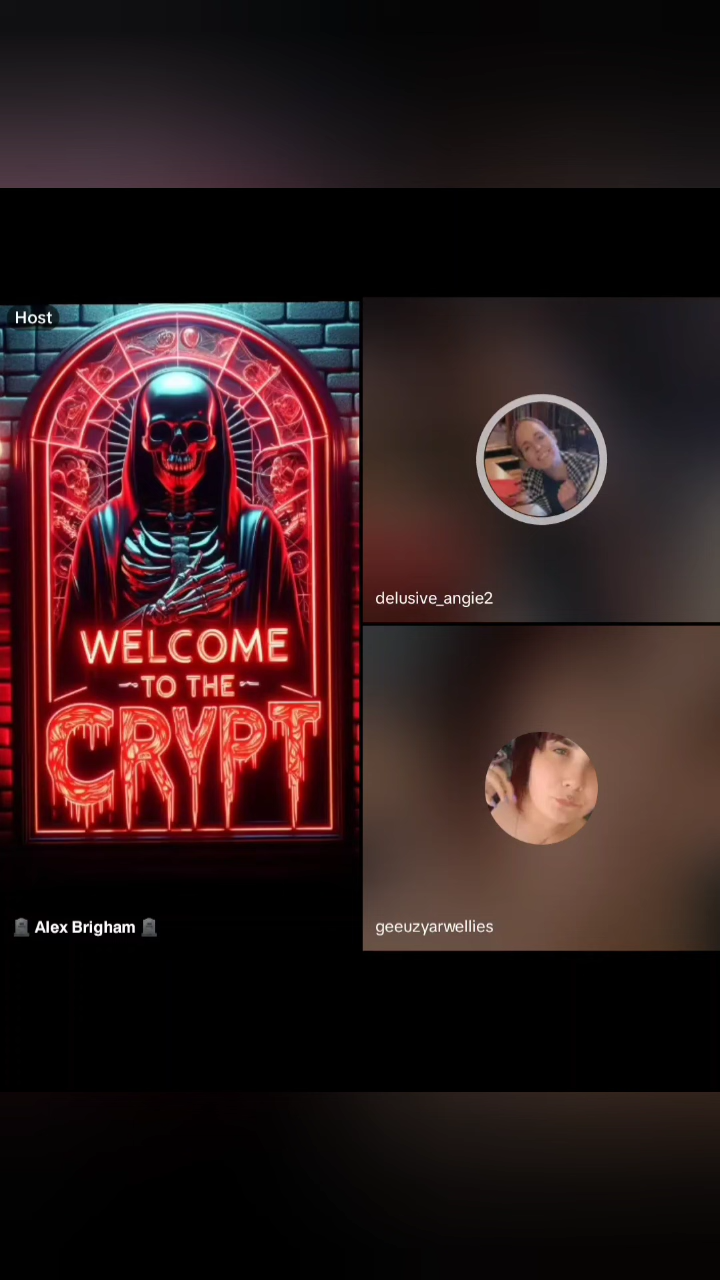 Host
WELCOME
TO THE
CRYPT
🪦 Alex Brigham 🪦
delusive_angie2
geeuzyarwellies